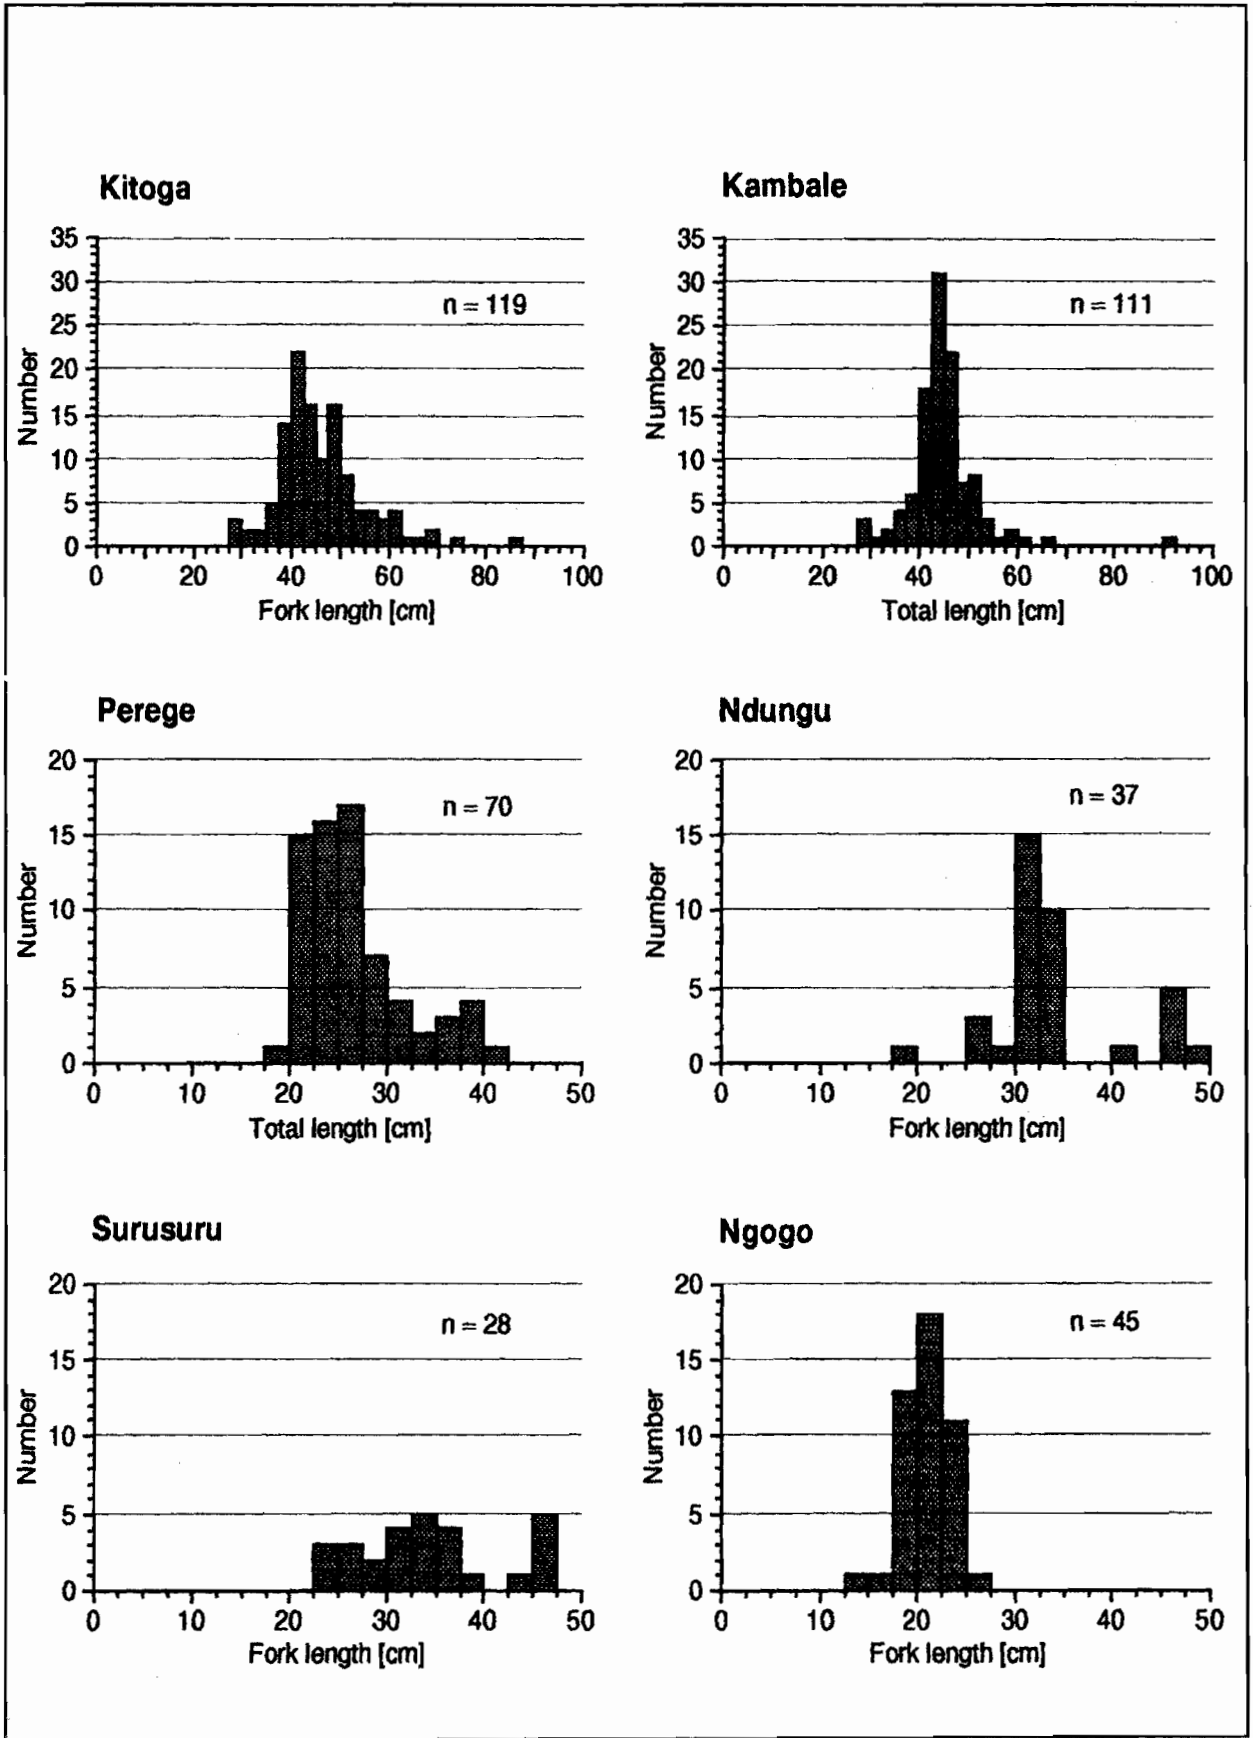 Kitoga
35
30
25
20
15
10
5
0
Number
n = 119
0 20 40 60 80 100
Fork length [cm]
Kambale
35
30
25
20
15
10
5
0
Number
n = 111
0 20 40 60 80 100
Total length [cm]
Perege
20
15
10
5
0
Number
n = 70
0 10 20 30 40 50
Total length [cm]
Ndungu
20
15
10
5
0
Number
n = 37
0 10 20 30 40 50
Fork length [cm]
Surusuru
20
15
10
5
0
Number
n = 28
0 10 20 30 40 50
Fork length [cm]
Ngogo
20
15
10
5
0
Number
n = 45
0 10 20 30 40 50
Fork length [cm]